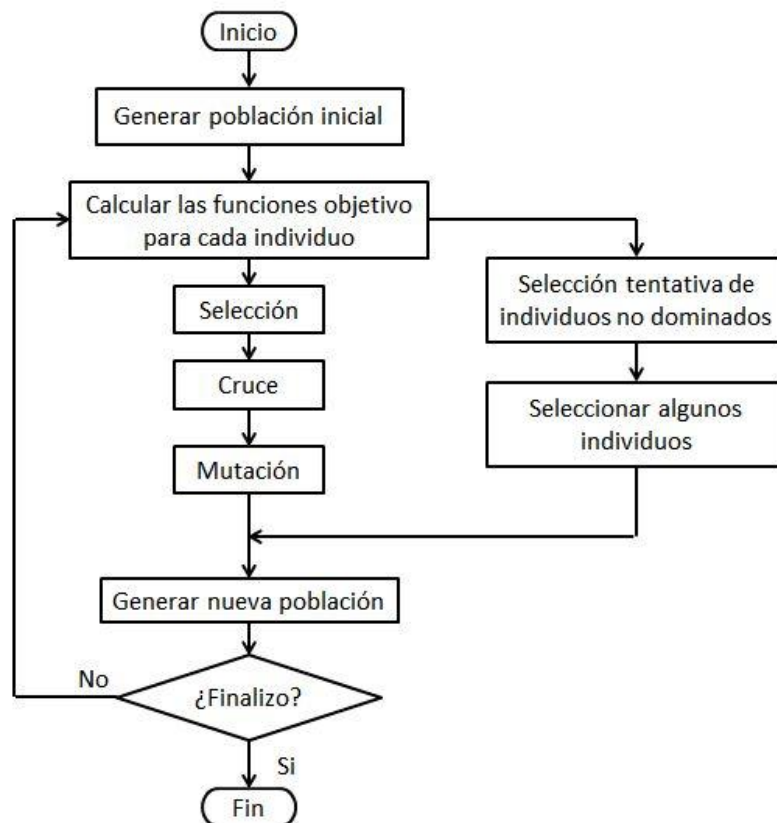 Inicio
Generar población inicial
Calcular las funciones objetivo
para cada individuo
Selección
Cruce
Mutación
Selección tentativa de
individuos no dominados
Seleccionar algunos
individuos
Generar nueva población
¿Finalizo?
No
Si
Fin